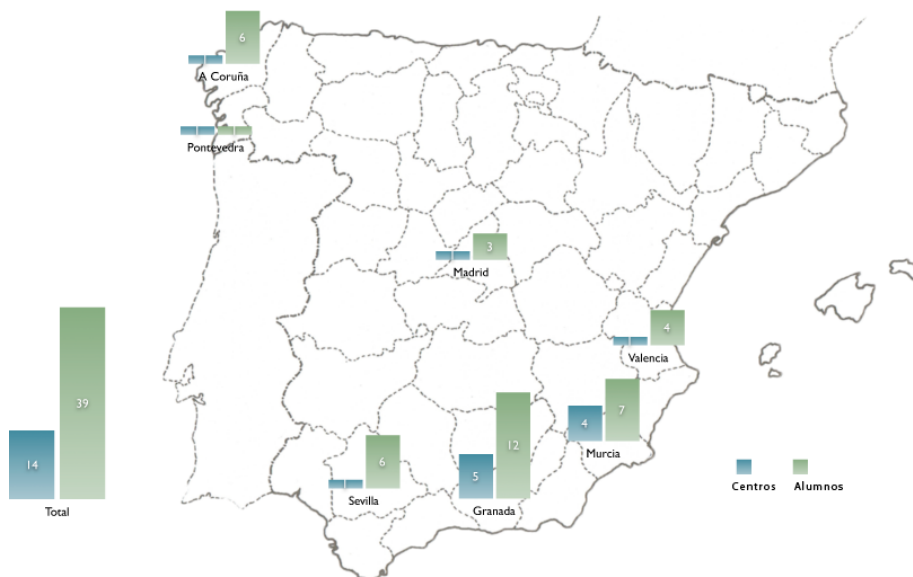 6
A Coruña
Pontevedra
3
Madrid
4
Valencia
39
14
Total
4
7
Murcia
6
Sevilla
5
12
Granada
Centros Alumnos